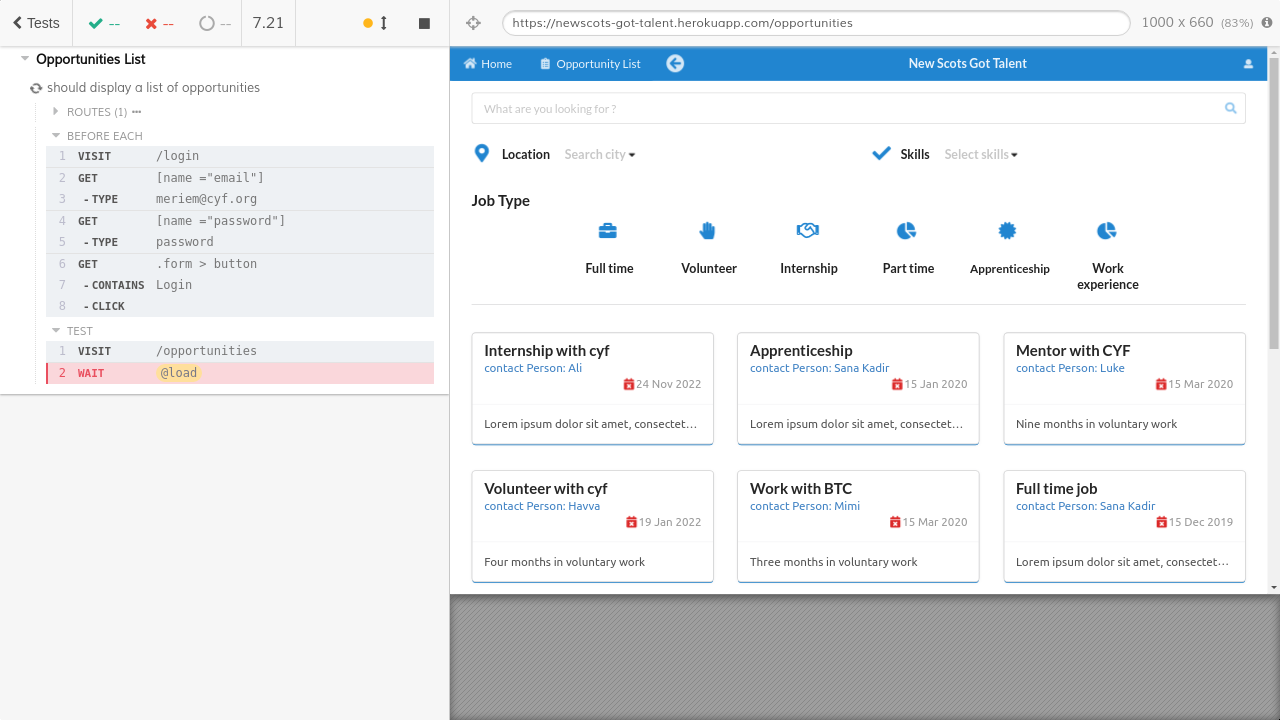 Tests
--
--
--
7.21
Opportunities List
should display a list of opportunities
ROUTES (1)
BEFORE EACH
1 VISIT /login
2 GET [name ="email"]
3 - TYPE meriem@cyf.org
4 GET [name ="password"]
5 - TYPE password
6 GET .form > button
7 - CONTAINS Login
8 - CLICK
TEST
1 VISIT /opportunities
2 WAIT @load
https://newscots-got-talent.herokuapp.com/opportunities
1000 x 660 (83%)
Home Opportunity List New Scots Got Talent
What are you looking for ?
Location Search city Skills Select skills
Job Type
Full time Volunteer Internship Part time Apprenticeship Work
experience
Internship with cyf
contact Person: Ali
24 Nov 2022
Lorem ipsum dolor sit amet, consectet...
Apprenticeship
contact Person: Sana Kadir
15 Jan 2020
Lorem ipsum dolor sit amet, consectet...
Mentor with CYF
contact Person: Luke
15 Mar 2020
Nine months in voluntary work
Volunteer with cyf
contact Person: Havva
19 Jan 2022
Four months in voluntary work
Work with BTC
contact Person: Mimi
15 Mar 2020
Three months in voluntary work
Full time job
contact Person: Sana Kadir
15 Dec 2019
Lorem ipsum dolor sit amet, consectet...